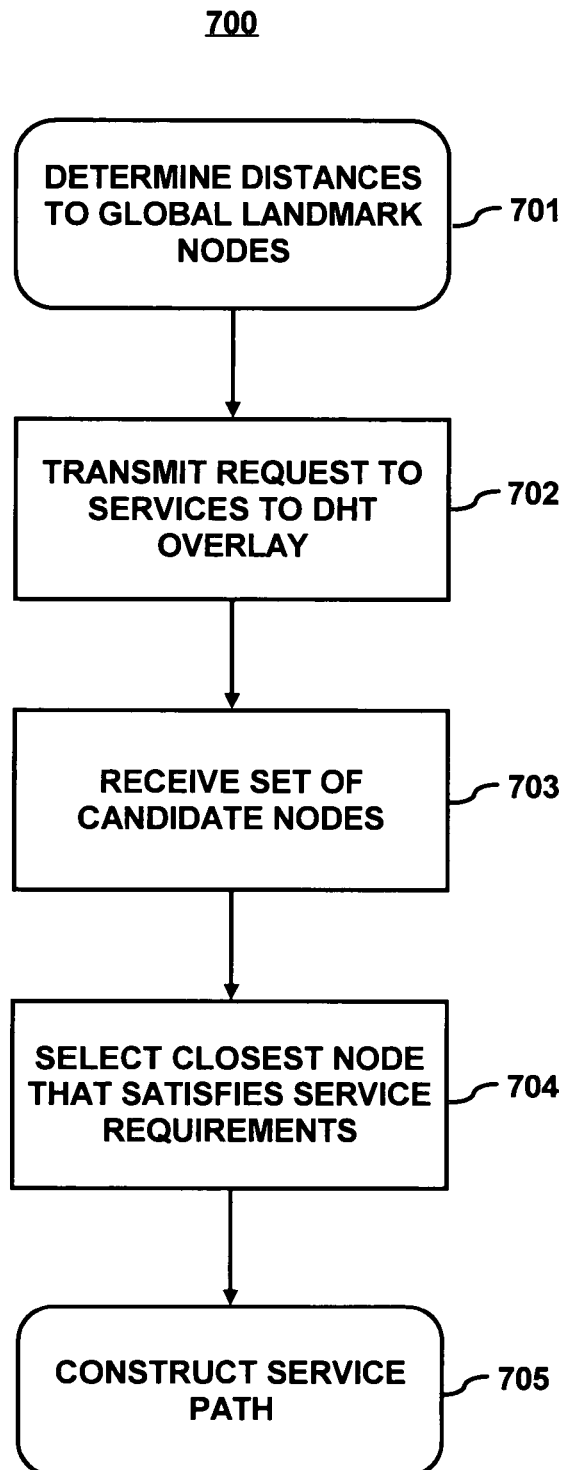 700
DETERMINE DISTANCES
TO GLOBAL LANDMARK
NODES
701
TRANSMIT REQUEST TO
SERVICES TO DHT
OVERLAY
702
RECEIVE SET OF
CANDIDATE NODES
703
SELECT CLOSEST NODE
THAT SATISFIES SERVICE
REQUIREMENTS
704
CONSTRUCT SERVICE
PATH
705